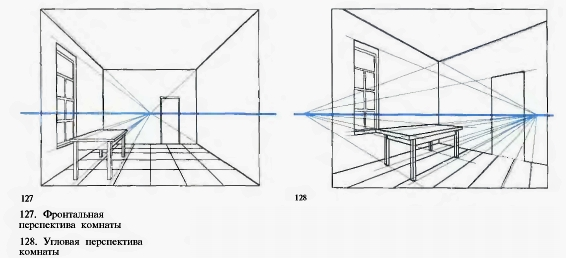 127
128
127. Фронтальная
перспектива комнаты
128. Угловая перспектива
комнаты